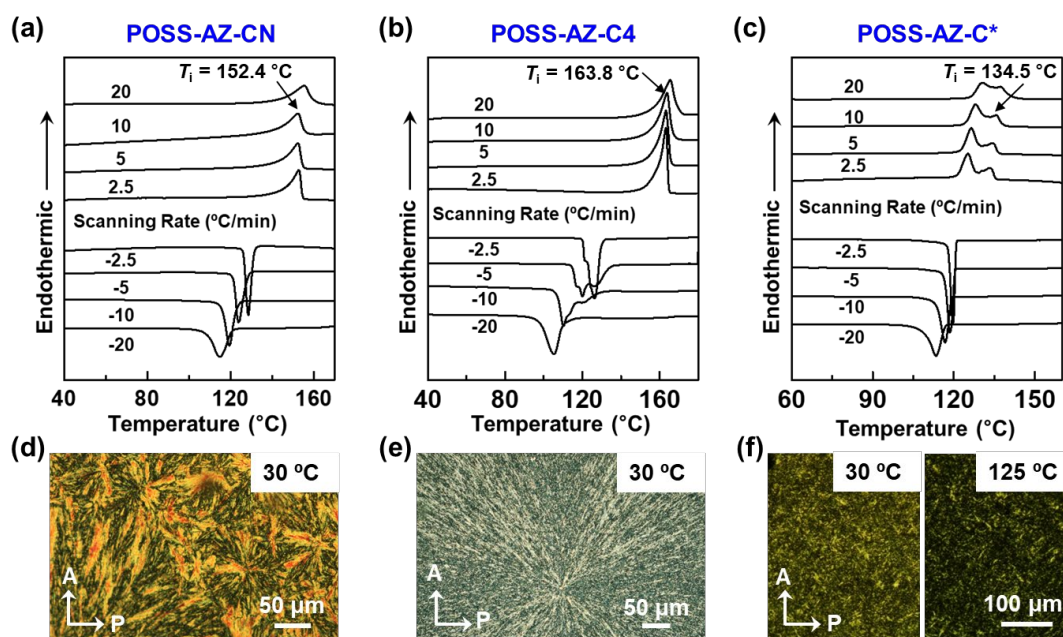 (a)
POSS-AZ-CN
Ti = 152.4 °C
20
10
5
2.5
Scanning Rate (ºC/min)
-2.5
-5
-10
-20
Endothermic
40 80 120 160
Temperature (°C)
(b)
POSS-AZ-C4
Ti = 163.8 °C
20
10
5
2.5
Scanning Rate (ºC/min)
-2.5
-5
-10
-20
Endothermic
40 80 120 160
Temperature (°C)
(c)
POSS-AZ-C*
Ti = 134.5 °C
20
10
5
2.5
Scanning Rate (ºC/min)
-2.5
-5
-10
-20
Endothermic
60 90 120 150
Temperature (°C)
(d)
30 ºC
A
P
50 μm
(e)
30 ºC
A
P
50 μm
(f)
30 ºC
125 ºC
A
P
100 μm